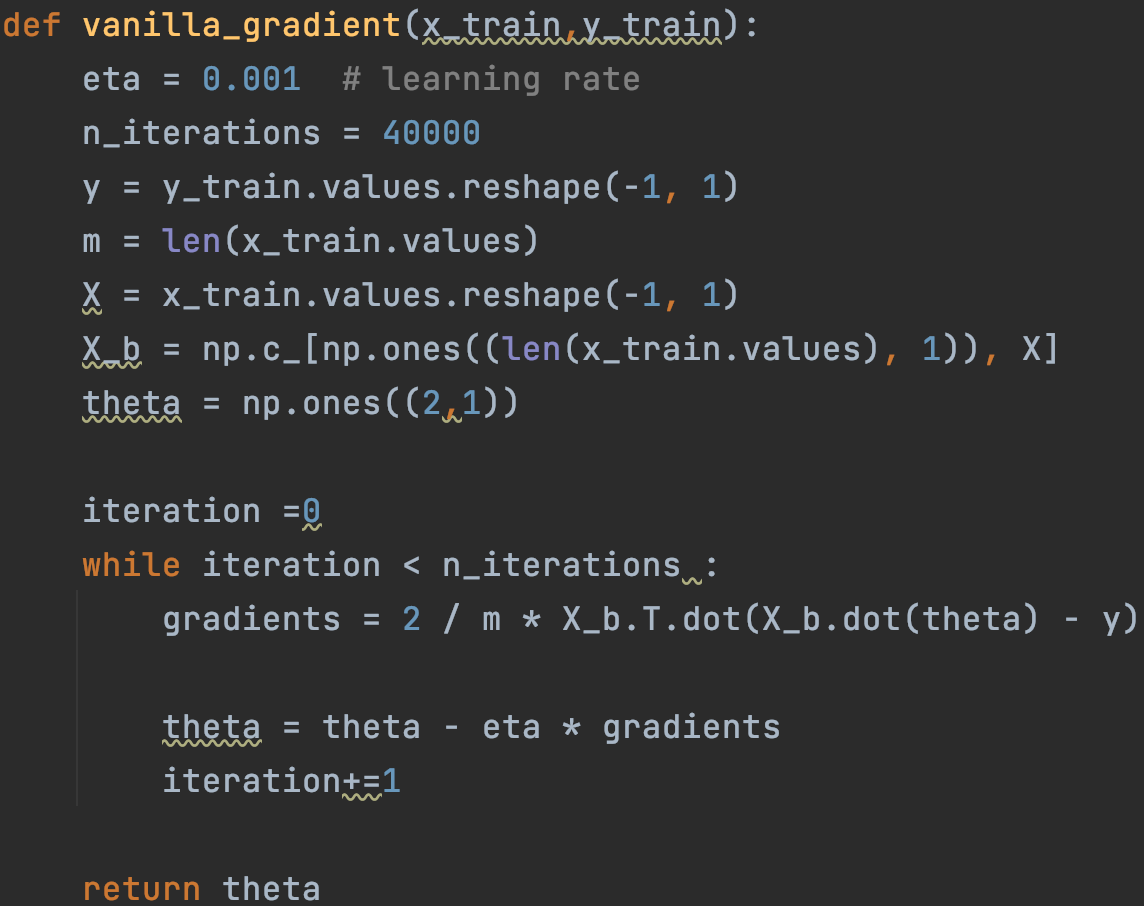 def vanilla_gradient(x_train,y_train):
    eta = 0.001  # learning rate
    n_iterations = 40000
    y = y_train.values.reshape(-1, 1)
    m = len(x_train.values)
    X = x_train.values.reshape(-1, 1)
    X_b = np.c_[np.ones((len(x_train.values), 1)), X]
    theta = np.ones((2,1))

    iteration =0
    while iteration < n_iterations :
        gradients = 2 / m * X_b.T.dot(X_b.dot(theta) - y)

        theta = theta - eta * gradients
        iteration+=1

    return theta